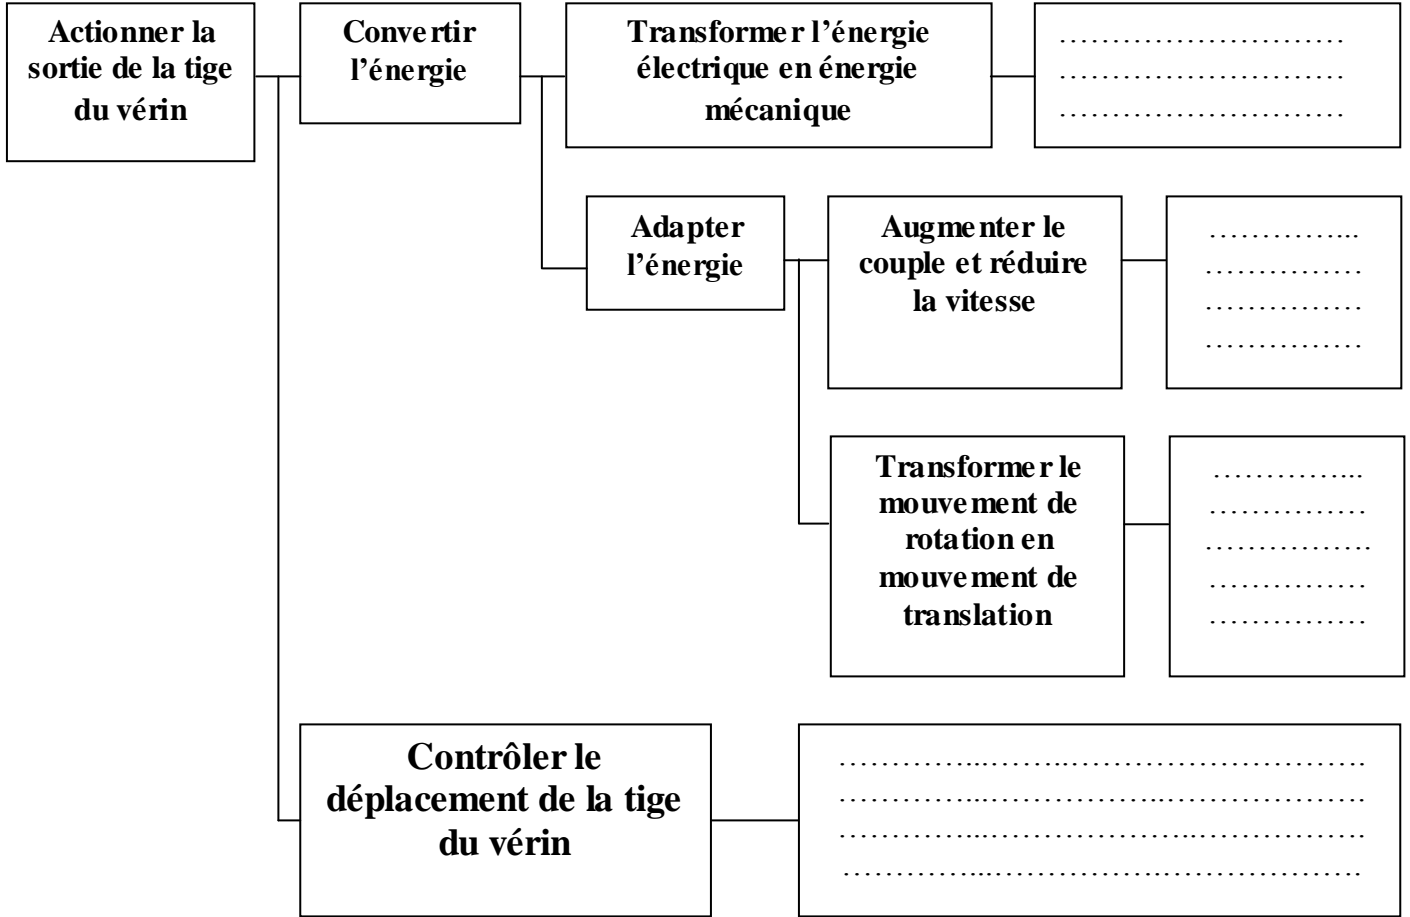 Actionner la
sortie de la tige
du vérin
Convertir
l’énergie
Transformer l’énergie
électrique en énergie
mécanique
………………………
………………………
………………………
Adapter
l’énergie
Augmenter le
couple et réduire
la vitesse
…………...
……………
……………
……………
Transformer le
mouvement de
rotation en
mouvement de
translation
…………...
……………
…………….
……………
……………
Contrôler le
déplacement de la tige
du vérin
…………...……..……………………….
…………...……………..……………….
…………...………………...………….
…………...…………….……………….